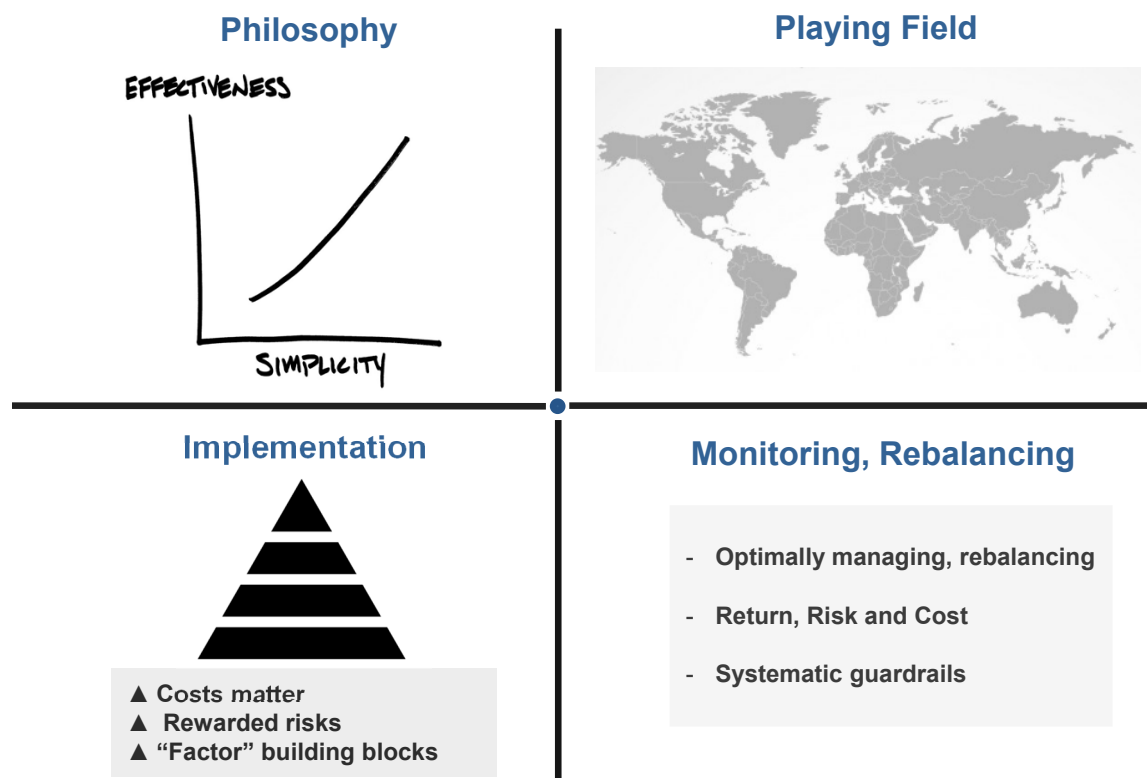 Philosophy
EFFECTIVENESS
SIMPLICITY
Playing Field
Implementation
▲ Costs matter
▲ Rewarded risks
▲ “Factor” building blocks
Monitoring, Rebalancing
- Optimally managing, rebalancing
- Return, Risk and Cost
- Systematic guardrails